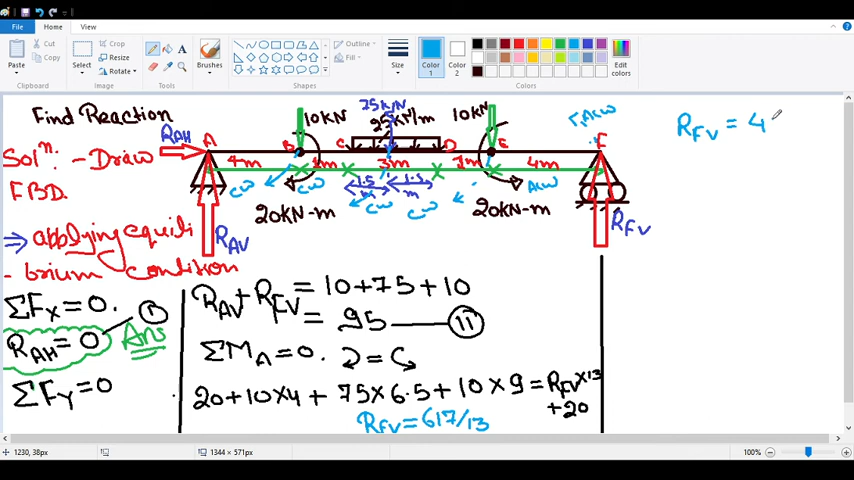 File
Home
View
Paste
Cut
Copy
Clipboard
Select
Crop
Resize
Rotate
Image
Tools
Brushes
Outline
Fill
Shapes
Size
Color 1
Color 2
Colors
Edit colors
Find Reaction
RAH
A
10KN
75KN
25KN/m
10KN
ACW
RFV = 4
B
C
D
E
F
4m
1m
3m
1m
4m
1.5 m
1.5 m
CW
CW
CW
ACW
20KN-m
20KN-m
RAV
RFV
Solⁿ: - Draw
FBD.
⇒ applying equili
- brium condition
ΣFx = 0.
RAH = 0
I
Ans
ΣFy = 0
RAV + RFV = 10+75+10
= 95
II
ΣMA = 0.
20+10×4 + 75×6.5 + 10×9 = RFV×13
+20
RFV = 617/13
1230, 38px
1344 × 571px
100%